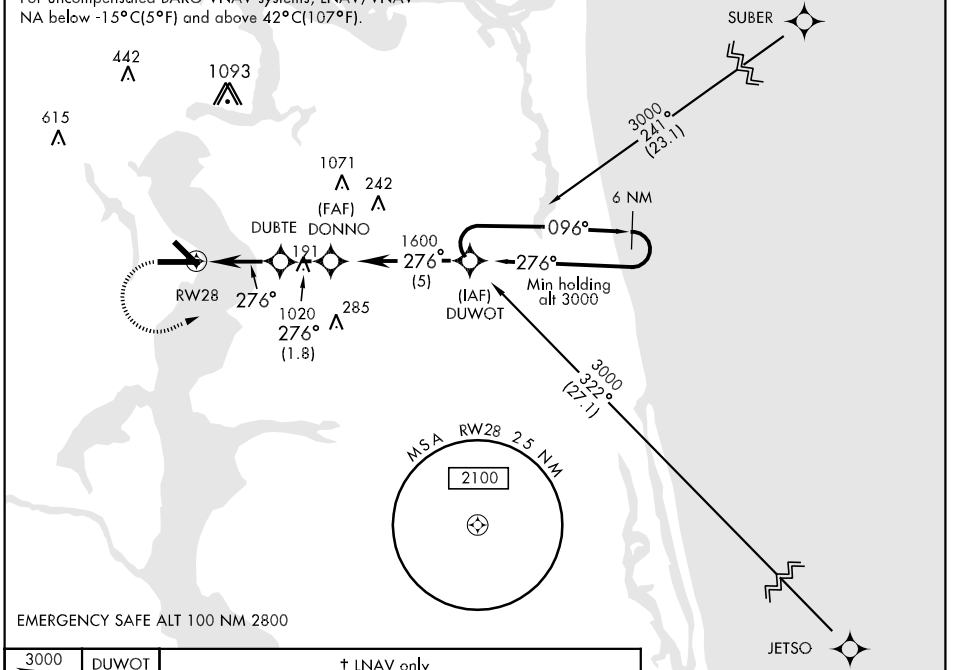 For uncompensated BARO-VNAV systems, LNAV/VNAV
NA below -15°C(5°F) and above 42°C(107°F).
SUBER
442
1093
615
3000
241°
(23.1)
1071
242
6 NM
(FAF)
DUBTE DONNO
096°
191
1600
276°
(5)
276°
RW28
276°
Min holding
alt 3000
(IAF)
DUWOT
1020
276°
(1.8)
285
3000
322°
(27.1)
MSA RW28 25 NM
2100
EMERGENCY SAFE ALT 100 NM 2800
JETSO
3000
DUWOT
† LNAV only